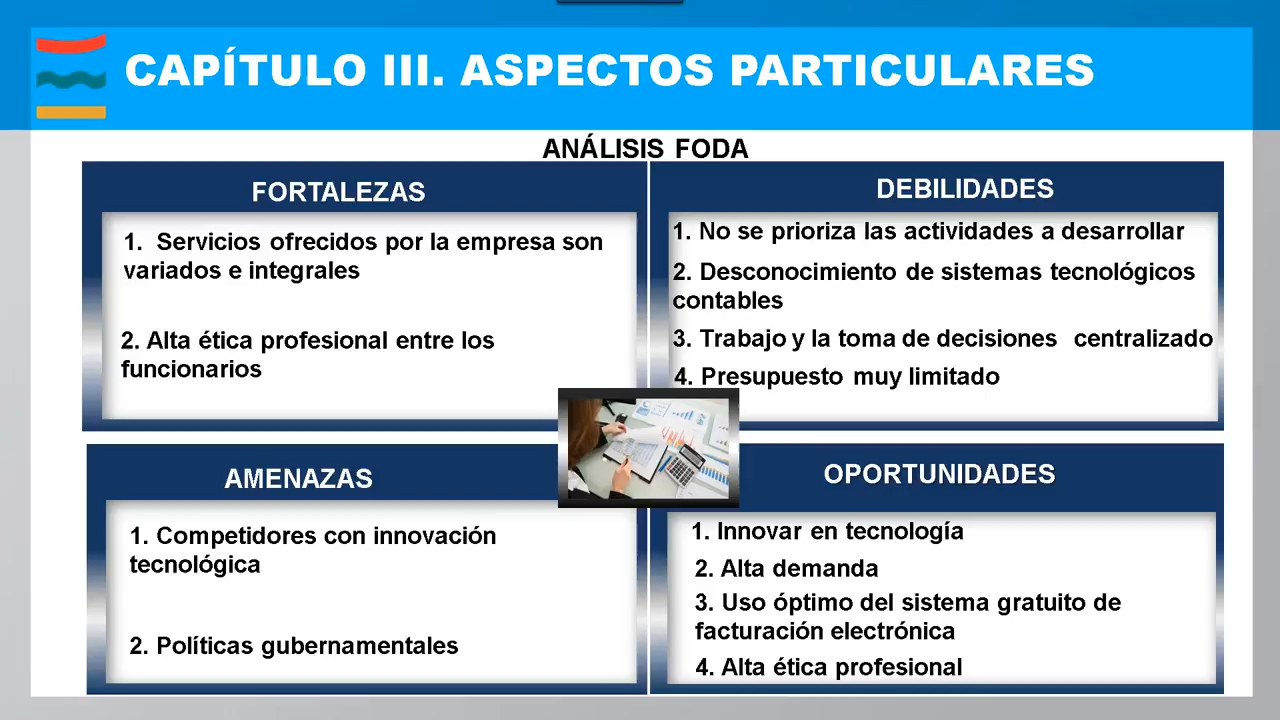 CAPÍTULO III. ASPECTOS PARTICULARES
ANÁLISIS FODA
FORTALEZAS
1. Servicios ofrecidos por la empresa son
variados e integrales
2. Alta ética profesional entre los
funcionarios
DEBILIDADES
1. No se prioriza las actividades a desarrollar
2. Desconocimiento de sistemas tecnológicos
contables
3. Trabajo y la toma de decisiones centralizado
4. Presupuesto muy limitado
AMENAZAS
1. Competidores con innovación
tecnológica
2. Políticas gubernamentales
OPORTUNIDADES
1. Innovar en tecnología
2. Alta demanda
3. Uso óptimo del sistema gratuito de
facturación electrónica
4. Alta ética profesional